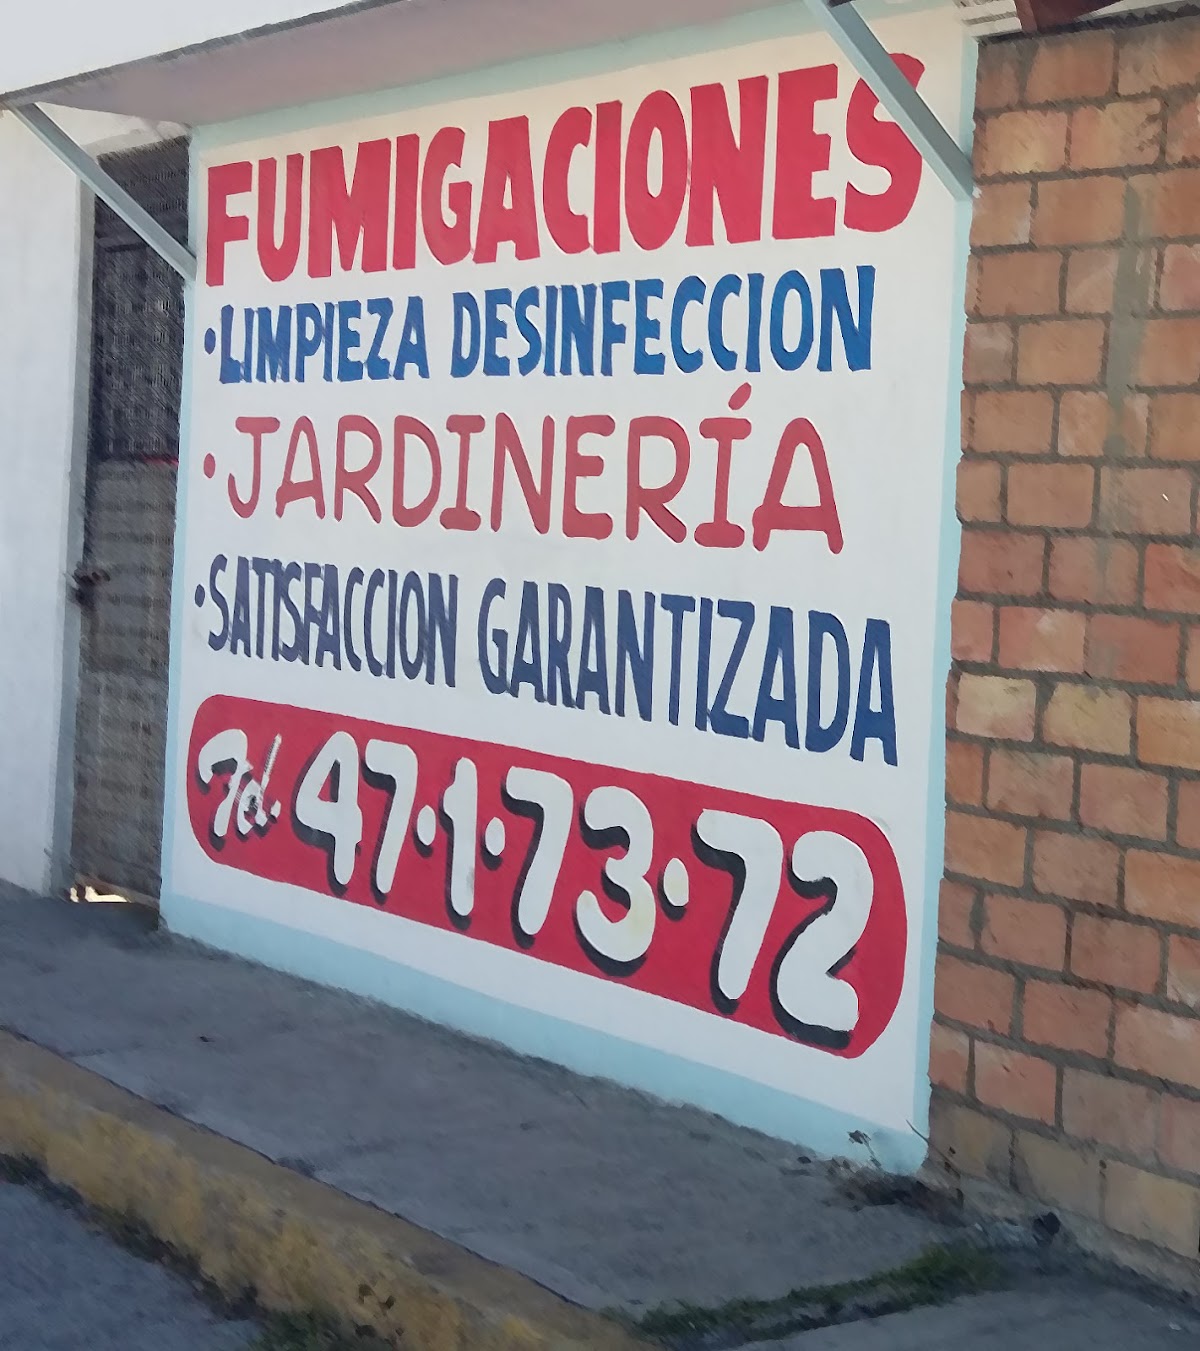 FUMIGACIONES
•LIMPIEZA DESINFECCION
•JARDINERÍA
•SATISFACCION GARANTIZADA
Tel. 47•1•73•72